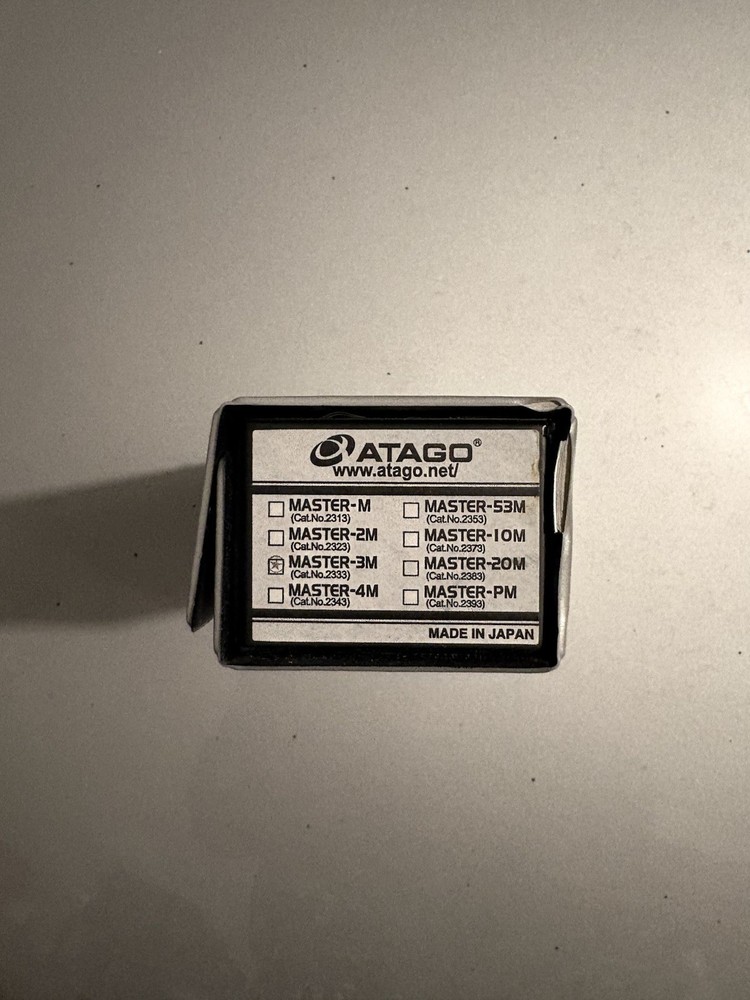 ATAGO®
www.atago.net/
MASTER-M
(Cat.No.2313)
MASTER-2M
(Cat.No.2323)
MASTER-3M
(Cat.No.2333)
MASTER-4M
(Cat.No.2343)
MASTER-53M
(Cat.No.2353)
MASTER-10M
(Cat.No.2373)
MASTER-20M
(Cat.No.2383)
MASTER-PM
(Cat.No.2393)
MADE IN JAPAN